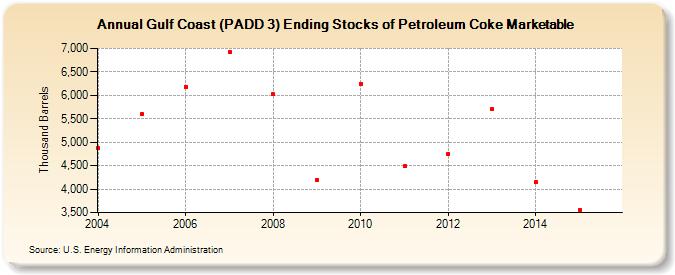 Annual Gulf Coast (PADD 3) Ending Stocks of Petroleum Coke Marketable
Thousand Barrels
7,000
6,500
6,000
5,500
5,000
4,500
4,000
3,500
2004 2006 2008 2010 2012 2014
Source: U.S. Energy Information Administration